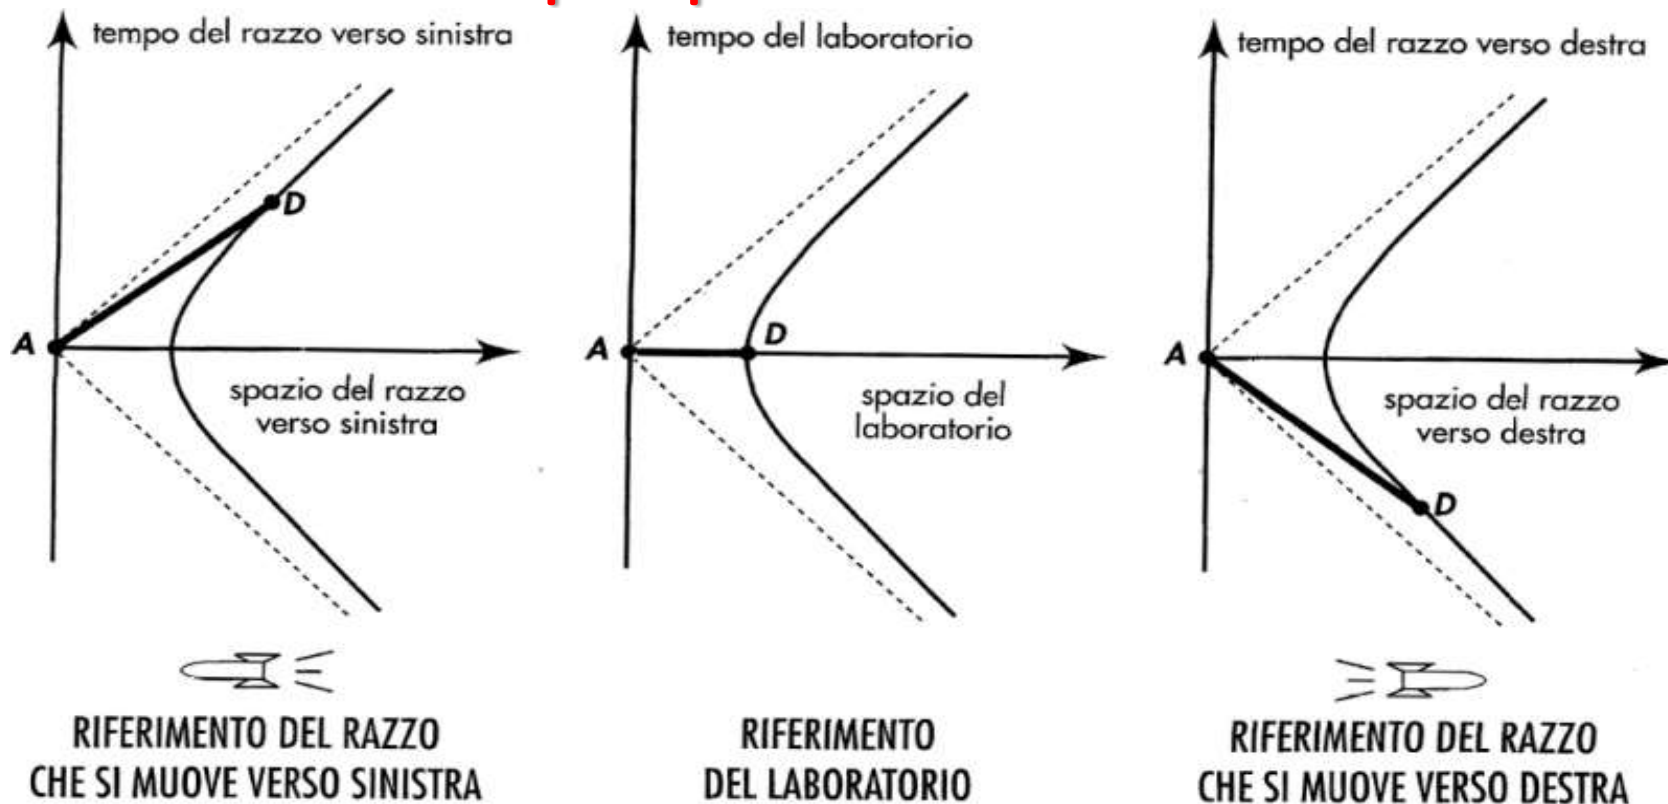 tempo del razzo verso sinistra
D
A
spazio del razzo
verso sinistra
RIFERIMENTO DEL RAZZO
CHE SI MUOVE VERSO SINISTRA
tempo del laboratorio
D
A
spazio del
laboratorio
RIFERIMENTO
DEL LABORATORIO
tempo del razzo verso destra
A
spazio del razzo
verso destra
D
RIFERIMENTO DEL RAZZO
CHE SI MUOVE VERSO DESTRA